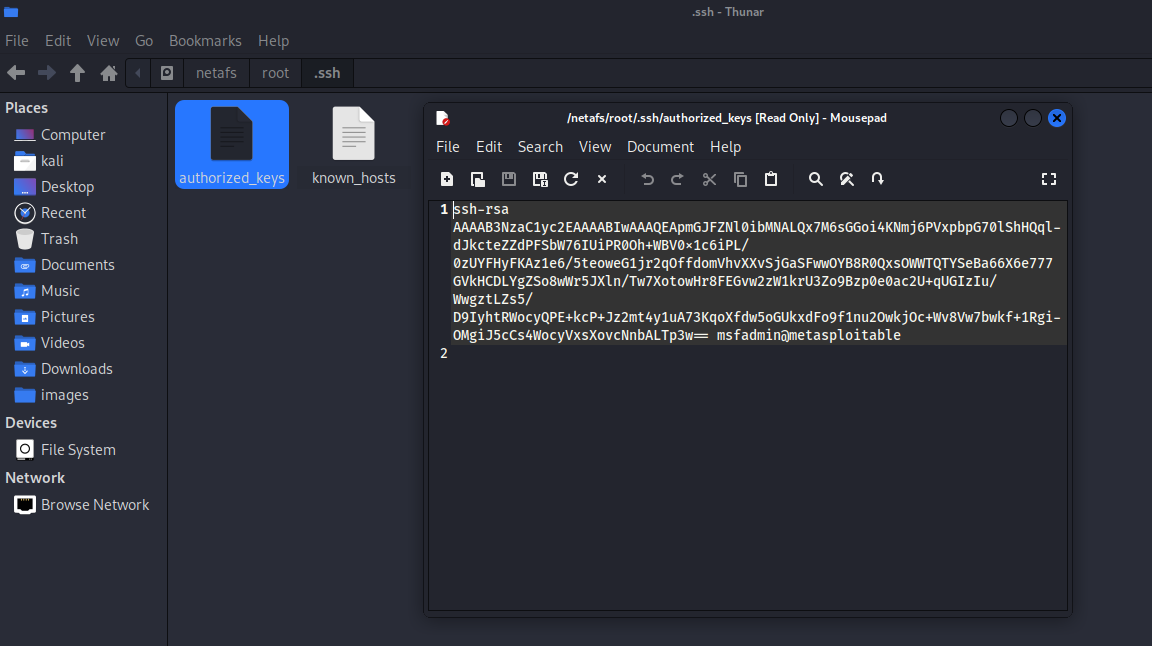 .ssh - Thunar
File Edit View Go Bookmarks Help
netafs root .ssh
Places
Computer
kali
Desktop
Recent
Trash
Documents
Music
Pictures
Videos
Downloads
images
Devices
File System
Network
Browse Network
authorized_keys known_hosts
/netafs/root/.ssh/authorized_keys [Read Only] - Mousepad
File Edit Search View Document Help
1 ssh-rsa
AAAAB3NzaC1yc2EAAAABIwAAAQEApmGJFZNl0ibMNALQx7M6sGGoi4KNmj6PVxpbpG70lShHQql-
dJkcteZZdPFSbW76IUiPR0Oh+WBV0×1c6iPL/
0zUYFHyFKAz1e6/5teoweG1jr2qOffdomVhvXXvSjGaSFwwOYB8R0QxsOWWTQTYSeBa66X6e777
GVkHCDLYgZSo8wWr5JXln/Tw7XotowHr8FEGvw2zW1krU3Zo9Bzp0e0ac2U+qUGIzIu/
WwgztLZs5/
D9IyhtRWocyQPE+kcP+Jz2mt4y1uA73KqoXfdw5oGUkxdFo9f1nu2OwkjOc+Wv8Vw7bwkf+1Rgi-
OMgiJ5cCs4WocyVxsXovcNnbALTp3w== msfadmin@metasploitable
2